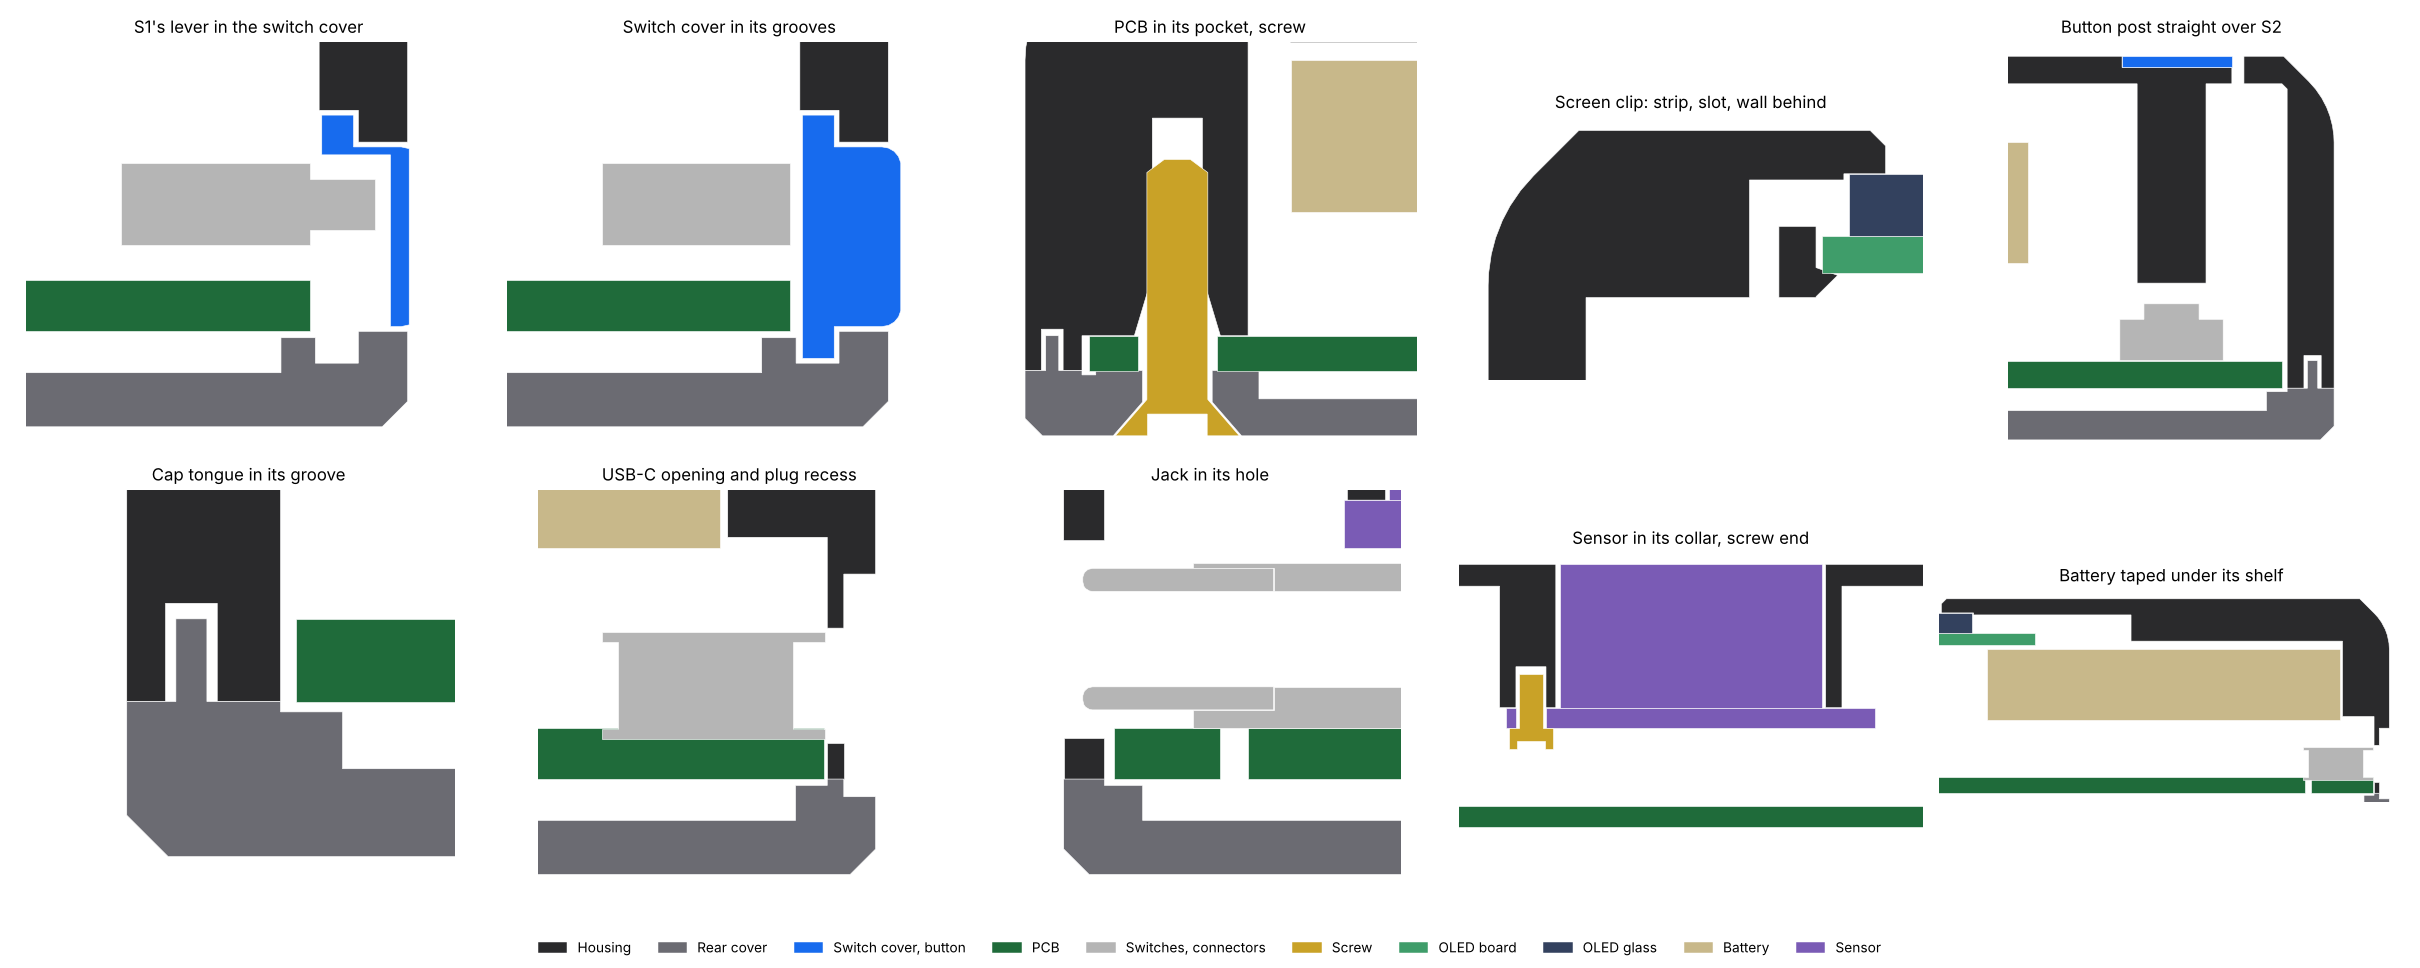 S1's lever in the switch cover
Switch cover in its grooves
PCB in its pocket, screw
Screen clip: strip, slot, wall behind
Button post straight over S2
Cap tongue in its groove
USB-C opening and plug recess
Jack in its hole
Sensor in its collar, screw end
Battery taped under its shelf
Housing
Rear cover
Switch cover, button
PCB
Switches, connectors
Screw
OLED board
OLED glass
Battery
Sensor